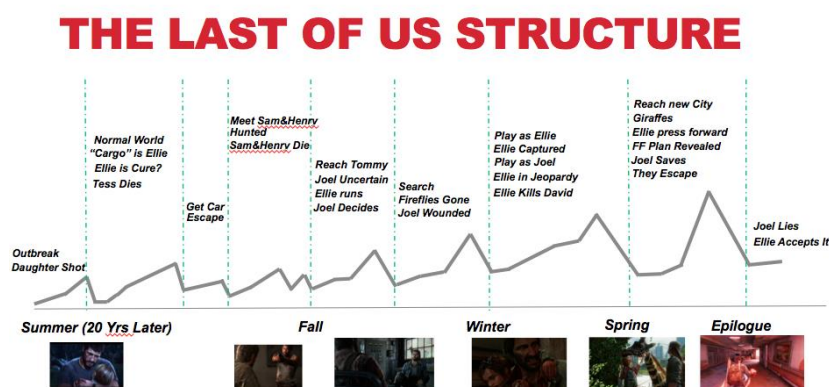 THE LAST OF US STRUCTURE
Outbreak
Daughter Shot
Normal World
“Cargo” is Ellie
Ellie is Cure?
Tess Dies
Get Car
Escape
Meet Sam&Henry
Hunted
Sam&Henry Die
Reach Tommy
Joel Uncertain
Ellie runs
Joel Decides
Search
Fireflies Gone
Joel Wounded
Play as Ellie
Ellie Captured
Play as Joel
Ellie in Jeopardy
Ellie Kills David
Reach new City
Giraffes
Ellie press forward
FF Plan Revealed
Joel Saves
They Escape
Joel Lies
Ellie Accepts It
Summer (20 Yrs Later)
Fall
Winter
Spring
Epilogue